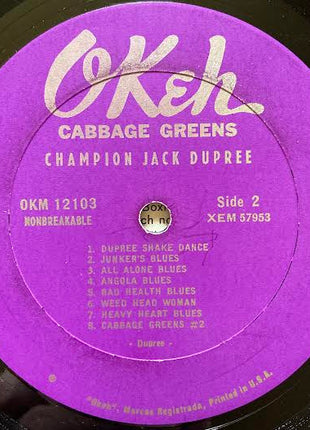 OKeh
CABBAGE GREENS
CHAMPION JACK DUPREE
OKM 12103
NONBREAKABLE
Side 2
XEM 57953
1. DUPREE SHAKE DANCE
2. JUNKER'S BLUES
3. ALL ALONE BLUES
4. ANGOLA BLUES
5. BAD HEALTH BLUES
6. WEED HEAD WOMAN
7. HEAVY HEART BLUES
8. CABBAGE GREENS #2
- Dupree -
"Okeh", Marcas Registrada, Printed in U.S.A.